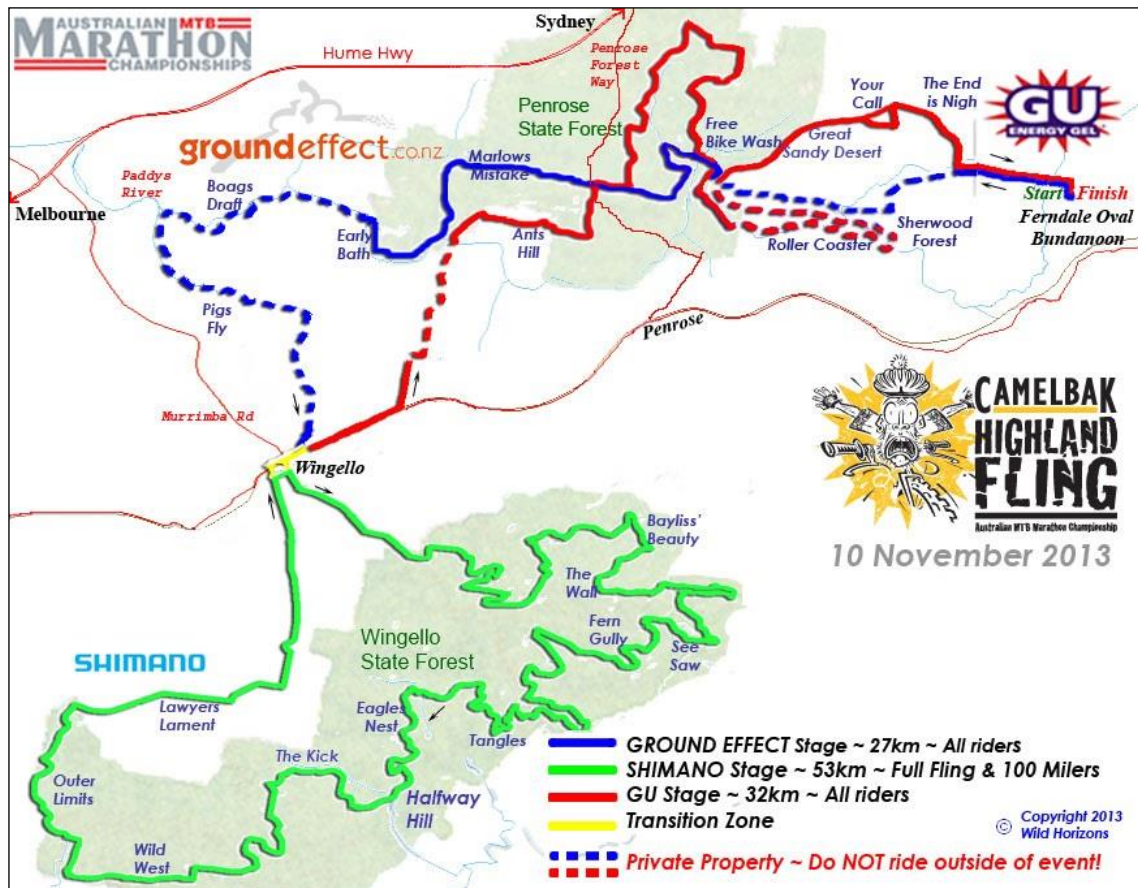 AUSTRALIAN MTB
MARATHON
CHAMPIONSHIPS
Hume Hwy
Sydney
Penrose
Forest
Way
Penrose
State Forest
groundeffect.co.nz
Marlows
Mistake
Free
Bike Wash
Your
Call
The End
is Nigh
GU
ENERGY GEL
Great
Sandy Desert
Paddys
River
Boags
Draft
Melbourne
Early
Bath
Ants
Hill
Roller Coaster
Sherwood
Forest
Start Finish
Ferndale Oval
Bundanoon
Pigs
Fly
Penrose
Murrimba Rd
Wingello
CAMELBAK
HIGHLAND
FLING
Australian MTB Marathon Championship
10 November 2013
Bayliss'
Beauty
The
Wall
Fern
Gully
See
Saw
Wingello
State Forest
SHIMANO
Lawyers
Lament
Eagles
Nest
Tangles
The Kick
Outer
Limits
Halfway
Hill
Wild
West
GROUND EFFECT Stage ~ 27km ~ All riders
SHIMANO Stage ~ 53km ~ Full Fling & 100 Milers
GU Stage ~ 32km ~ All riders
Transition Zone
© Copyright 2013
Wild Horizons
Private Property ~ Do NOT ride outside of event!